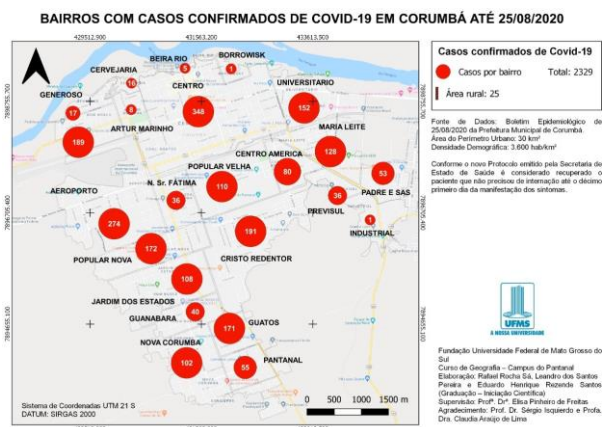 BAIRROS COM CASOS CONFIRMADOS DE COVID-19 EM CORUMBÁ ATÉ 25/08/2020
429512,900 431563,200 433613,500
BEIRA RIO BORROWISK
5 1
CERVEJARIA
16
CENTRO
348
UNIVERSITARIO
152
GENEROSO
17
8
ARTUR MARINHO
189
MARIA LEITE
128
CENTRO AMERICA
80
POPULAR VELHA
110
53
PADRE E SAS
AEROPORTO
N. Sr. FÁTIMA
36
36
PREVISUL
274
191
1
INDUSTRIAL
172
POPULAR NOVA
CRISTO REDENTOR
108
JARDIM DOS ESTADOS
40
GUANABARA
171
GUATOS
NOVA CORUMBA
102
55
PANTANAL
Sistema de Coordenadas UTM 21 S
DATUM: SIRGAS 2000
0 500 1000 1500 m
Casos confirmados de Covid-19
Casos por bairro Total: 2329
Área rural: 25
Fonte de Dados: Boletim Epidemiológico de
25/08/2020 da Prefeitura Municipal de Corumbá.
Área do Perímetro Urbano: 30 km²
Densidade Demográfica: 3.600 hab/km²
Conforme o novo Protocolo emitido pela Secretaria de
Estado de Saúde é considerado recuperado o
paciente que não precisou de internação até o décimo
primeiro dia da manifestação dos sintomas.
UFMS
A NOSSA UNIVERSIDADE
Fundação Universidade Federal de Mato Grosso do
Sul
Curso de Geografia – Campus do Pantanal
Elaboração: Rafael Rocha Sá, Leandro dos Santos
Pereira e Eduardo Henrique Rezende Santos
(Graduação – Iniciação Científica)
Supervisão: Profª. Drª. Elisa Pinheiro de Freitas
Agradecimento: Prof. Dr. Sérgio Isquierdo e Profa.
Dra. Claudia Araújo de Lima